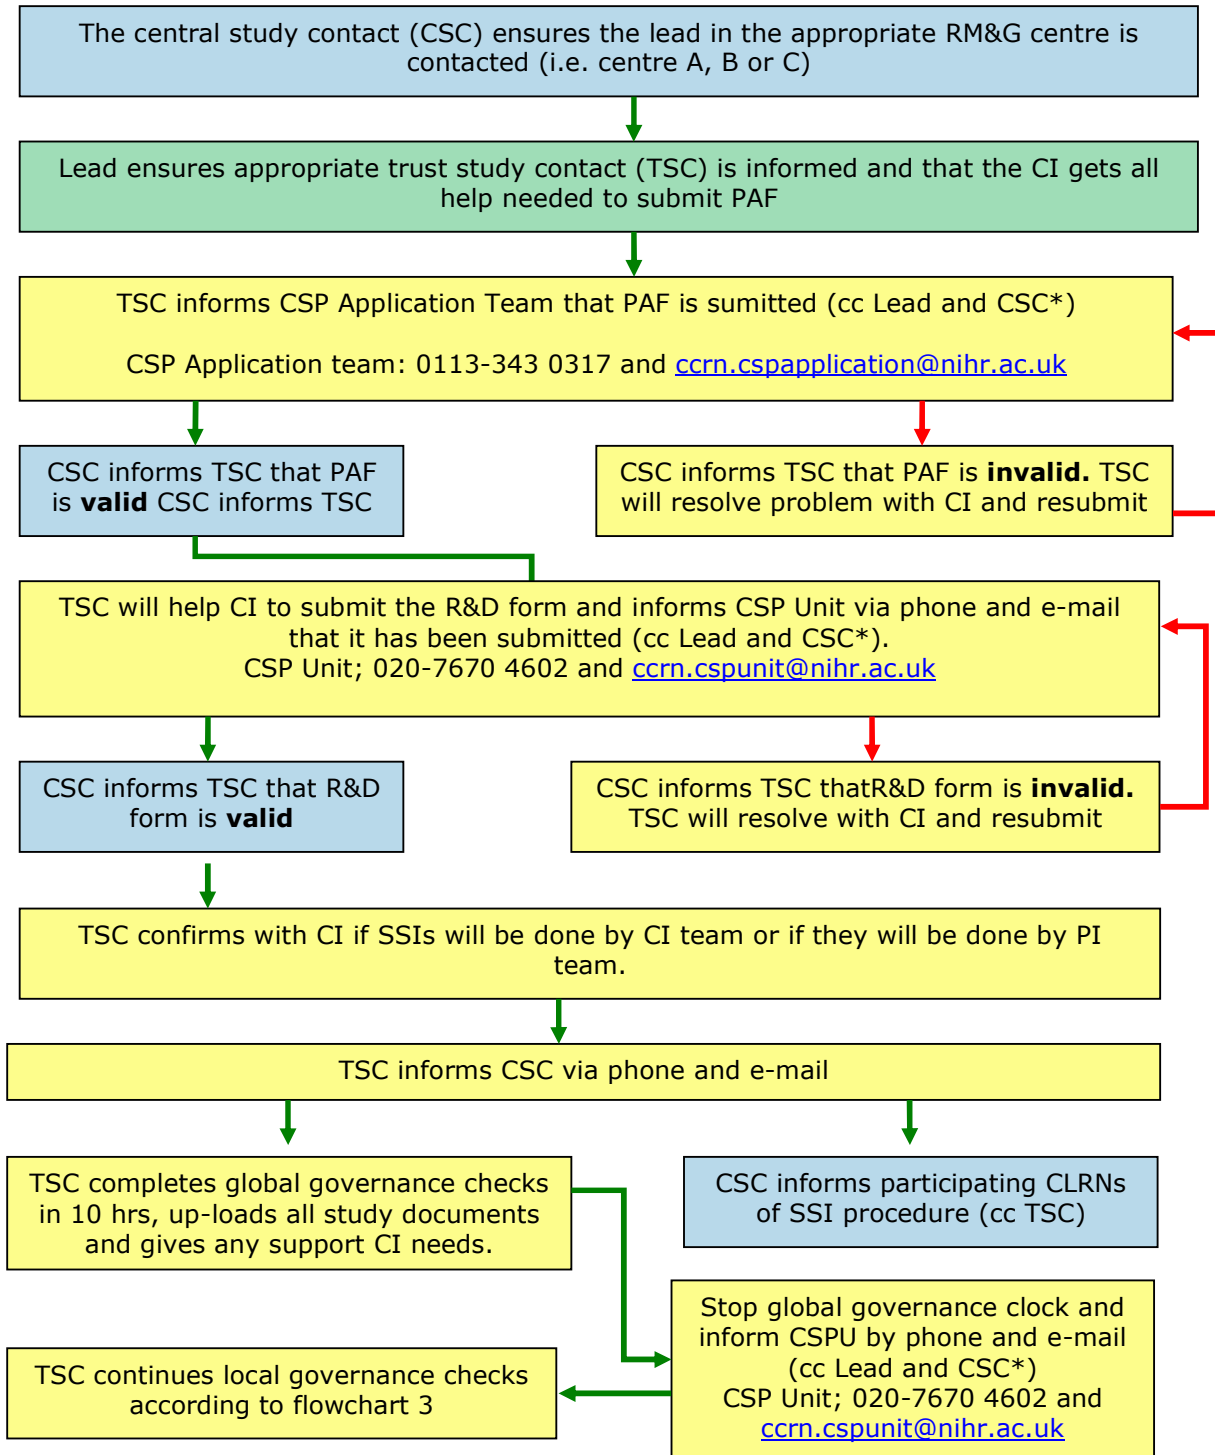 The central study contact (CSC) ensures the lead in the appropriate RM&G centre is
contacted (i.e. centre A, B or C)
Lead ensures appropriate trust study contact (TSC) is informed and that the CI gets all
help needed to submit PAF
TSC informs CSP Application Team that PAF is sumitted (cc Lead and CSC*)
CSP Application team: 0113-343 0317 and ccrn.cspapplication@nihr.ac.uk
CSC informs TSC that PAF
is valid CSC informs TSC
CSC informs TSC that PAF is invalid. TSC
will resolve problem with CI and resubmit
TSC will help CI to submit the R&D form and informs CSP Unit via phone and e-mail
that it has been submitted (cc Lead and CSC*).
CSP Unit; 020-7670 4602 and ccrn.cspunit@nihr.ac.uk
CSC informs TSC that R&D
form is valid
CSC informs TSC thatR&D form is invalid.
TSC will resolve with CI and resubmit
TSC confirms with CI if SSIs will be done by CI team or if they will be done by PI
team.
TSC informs CSC via phone and e-mail
TSC completes global governance checks
in 10 hrs, up-loads all study documents
and gives any support CI needs.
CSC informs participating CLRNs
of SSI procedure (cc TSC)
Stop global governance clock and
inform CSPU by phone and e-mail
(cc Lead and CSC*)
CSP Unit; 020-7670 4602 and
ccrn.cspunit@nihr.ac.uk
TSC continues local governance checks
according to flowchart 3